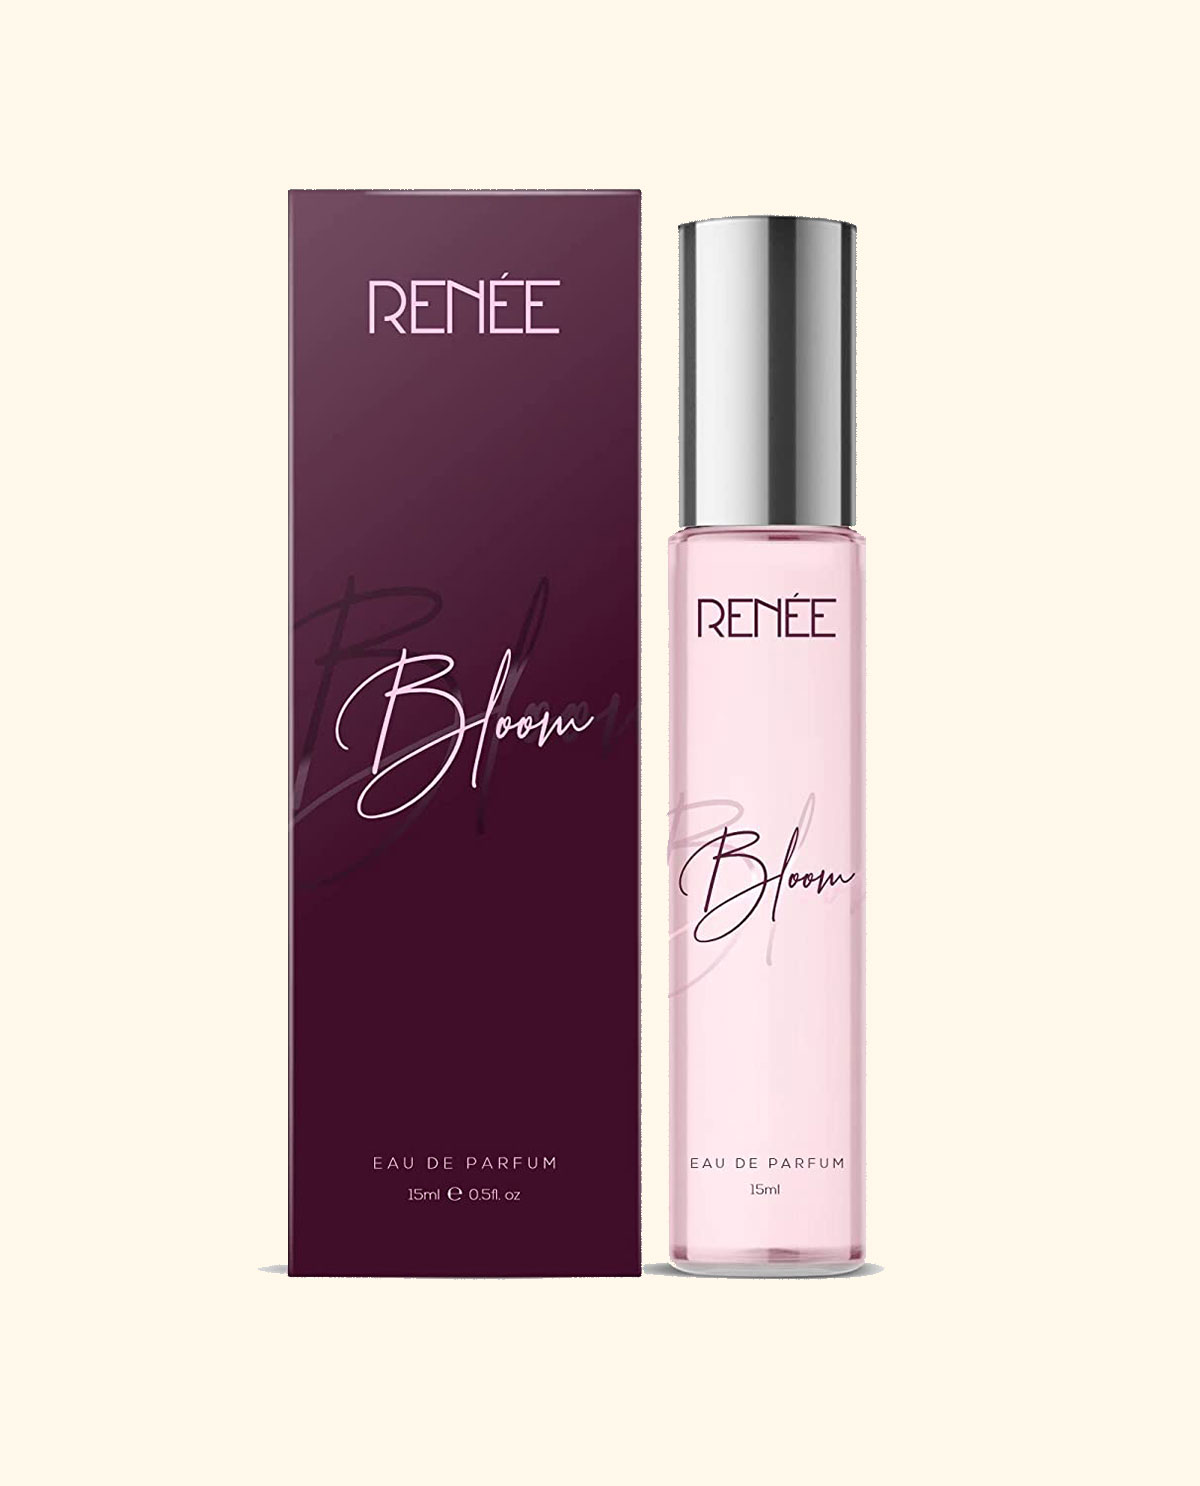 RENÉE
Bloom
EAU DE PARFUM
15ml ℮ 0.5fl. oz
RENÉE
Bloom
EAU DE PARFUM
15ml